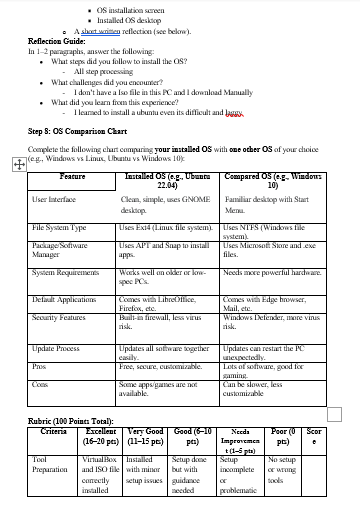 ▪ OS installation screen
▪ Installed OS desktop
o A short written reflection (see below).
Reflection Guide:
In 1–2 paragraphs, answer the following:
• What steps did you follow to install the OS?
- All step processing
• What challenges did you encounter?
- I don't have a Iso file in this PC and I download Manually
• What did you learn from this experience?
- I learned to install a ubuntu even its difficult and laggy.
Step 8: OS Comparison Chart
Complete the following chart comparing your installed OS with one other OS of your choice
(e.g., Windows vs Linux, Ubuntu vs Windows 10):
Feature Installed OS (e.g., Ubuntu 22.04) Compared OS (e.g., Windows 10)
User Interface Clean, simple, uses GNOME desktop. Familiar desktop with Start Menu.
File System Type Uses Ext4 (Linux file system). Uses NTFS (Windows file system).
Package/Software Manager Uses APT and Snap to install apps. Uses Microsoft Store and .exe files.
System Requirements Works well on older or low-spec PCs. Needs more powerful hardware.
Default Applications Comes with LibreOffice, Firefox, etc. Comes with Edge browser, Mail, etc.
Security Features Built-in firewall, less virus risk. Windows Defender, more virus risk.
Update Process Updates all software together easily. Updates can restart the PC unexpectedly.
Pros Free, secure, customizable. Lots of software, good for gaming.
Cons Some apps/games are not available. Can be slower, less customizable
Rubric (100 Points Total):
Criteria Excellent (16–20 pts) Very Good (11–15 pts) Good (6–10 pts) Needs Improvemen t (1–5 pts) Poor (0 pts) Scor e
Tool Preparation VirtualBox and ISO file correctly installed Installed with minor setup issues Setup done but with guidance needed Setup incomplete or problematic No setup or wrong tools